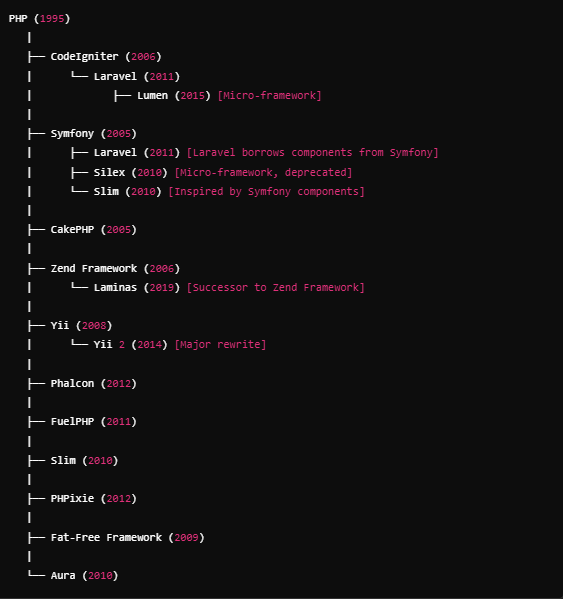 PHP (1995)
|
├── CodeIgniter (2006)
|     └── Laravel (2011)
|           ├── Lumen (2015) [Micro-framework]
|
├── Symfony (2005)
|     ├── Laravel (2011) [Laravel borrows components from Symfony]
|     ├── Silex (2010) [Micro-framework, deprecated]
|     └── Slim (2010) [Inspired by Symfony components]
|
├── CakePHP (2005)
|
├── Zend Framework (2006)
|     └── Laminas (2019) [Successor to Zend Framework]
|
├── Yii (2008)
|     └── Yii 2 (2014) [Major rewrite]
|
├── Phalcon (2012)
|
├── FuelPHP (2011)
|
├── Slim (2010)
|
├── PHPixie (2012)
|
├── Fat-Free Framework (2009)
|
└── Aura (2010)